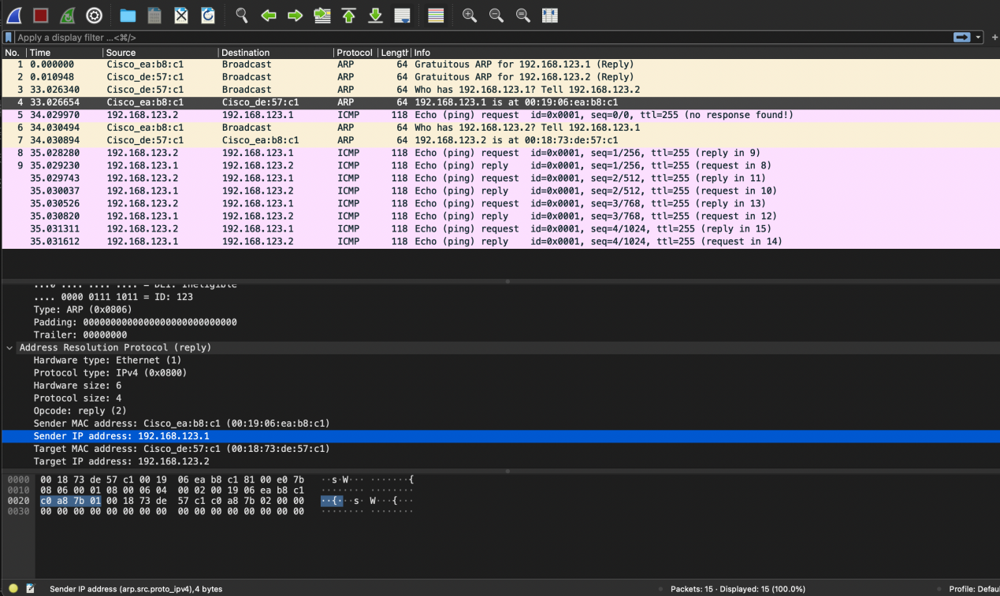 Apply a display filter ...<⌘/>
No. Time Source Destination Protocol Length Info
1 0.000000 Cisco_ea:b8:c1 Broadcast ARP 64 Gratuitous ARP for 192.168.123.1 (Reply)
2 0.010948 Cisco_de:57:c1 Broadcast ARP 64 Gratuitous ARP for 192.168.123.2 (Reply)
3 33.026340 Cisco_de:57:c1 Broadcast ARP 64 Who has 192.168.123.1? Tell 192.168.123.2
4 33.026654 Cisco_ea:b8:c1 Cisco_de:57:c1 ARP 64 192.168.123.1 is at 00:19:06:ea:b8:c1
5 34.029970 192.168.123.2 192.168.123.1 ICMP 118 Echo (ping) request id=0x0001, seq=0/0, ttl=255 (no response found!)
6 34.030494 Cisco_ea:b8:c1 Broadcast ARP 64 Who has 192.168.123.2? Tell 192.168.123.1
7 34.030894 Cisco_de:57:c1 Cisco_ea:b8:c1 ARP 64 192.168.123.2 is at 00:18:73:de:57:c1
8 35.028280 192.168.123.2 192.168.123.1 ICMP 118 Echo (ping) request id=0x0001, seq=1/256, ttl=255 (reply in 9)
9 35.029230 192.168.123.1 192.168.123.2 ICMP 118 Echo (ping) reply id=0x0001, seq=1/256, ttl=255 (request in 8)
35.029743 192.168.123.2 192.168.123.1 ICMP 118 Echo (ping) request id=0x0001, seq=2/512, ttl=255 (reply in 11)
35.030037 192.168.123.1 192.168.123.2 ICMP 118 Echo (ping) reply id=0x0001, seq=2/512, ttl=255 (request in 10)
35.030526 192.168.123.2 192.168.123.1 ICMP 118 Echo (ping) request id=0x0001, seq=3/768, ttl=255 (reply in 13)
35.030820 192.168.123.1 192.168.123.2 ICMP 118 Echo (ping) reply id=0x0001, seq=3/768, ttl=255 (request in 12)
35.031311 192.168.123.2 192.168.123.1 ICMP 118 Echo (ping) request id=0x0001, seq=4/1024, ttl=255 (reply in 15)
35.031612 192.168.123.1 192.168.123.2 ICMP 118 Echo (ping) reply id=0x0001, seq=4/1024, ttl=255 (request in 14)
...0 .... .... .... = DEI: Ineligible
.... 0000 0111 1011 = ID: 123
Type: ARP (0x0806)
Padding: 0000000000000000000000000000
Trailer: 00000000
Address Resolution Protocol (reply)
Hardware type: Ethernet (1)
Protocol type: IPv4 (0x0800)
Hardware size: 6
Protocol size: 4
Opcode: reply (2)
Sender MAC address: Cisco_ea:b8:c1 (00:19:06:ea:b8:c1)
Sender IP address: 192.168.123.1
Target MAC address: Cisco_de:57:c1 (00:18:73:de:57:c1)
Target IP address: 192.168.123.2
0000 00 18 73 de 57 c1 00 19 06 ea b8 c1 81 00 e0 7b ··s·W··· ·······{
0010 08 06 00 01 08 00 06 04 00 02 00 19 06 ea b8 c1 ········ ········
0020 c0 a8 7b 01 00 18 73 de 57 c1 c0 a8 7b 02 00 00 ··{···s· W···{···
0030 00 00 00 00 00 00 00 00 00 00 00 00 00 00 00 00 ········ ········
Sender IP address (arp.src.proto_ipv4), 4 bytes Packets: 15 · Displayed: 15 (100.0%) Profile: Defau